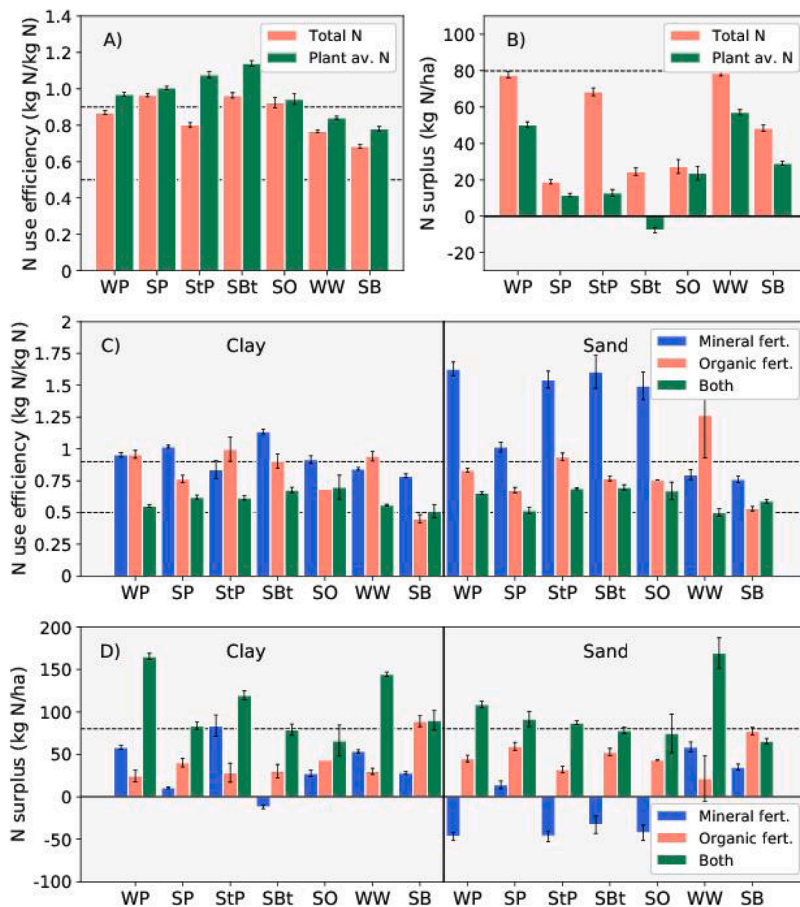 A)
Total N
Plant av. N
N use efficiency (kg N/kg N)
1.4
1.2
1.0
0.8
0.6
0.4
0.2
0
WP SP StP SBt SO WW SB
B)
Total N
Plant av. N
N surplus (kg N/ha)
100
80
60
40
20
0
-20
WP SP StP SBt SO WW SB
C)
Clay
Sand
Mineral fert.
Organic fert.
Both
N use efficiency (kg N/kg N)
2
1.75
1.5
1.25
1
0.75
0.5
0.25
0
WP SP StP SBt SO WW SB WP SP StP SBt SO WW SB
D)
Clay
Sand
N surplus (kg N/ha)
200
150
100
50
0
-50
-100
Mineral fert.
Organic fert.
Both
WP SP StP SBt SO WW SB WP SP StP SBt SO WW SB